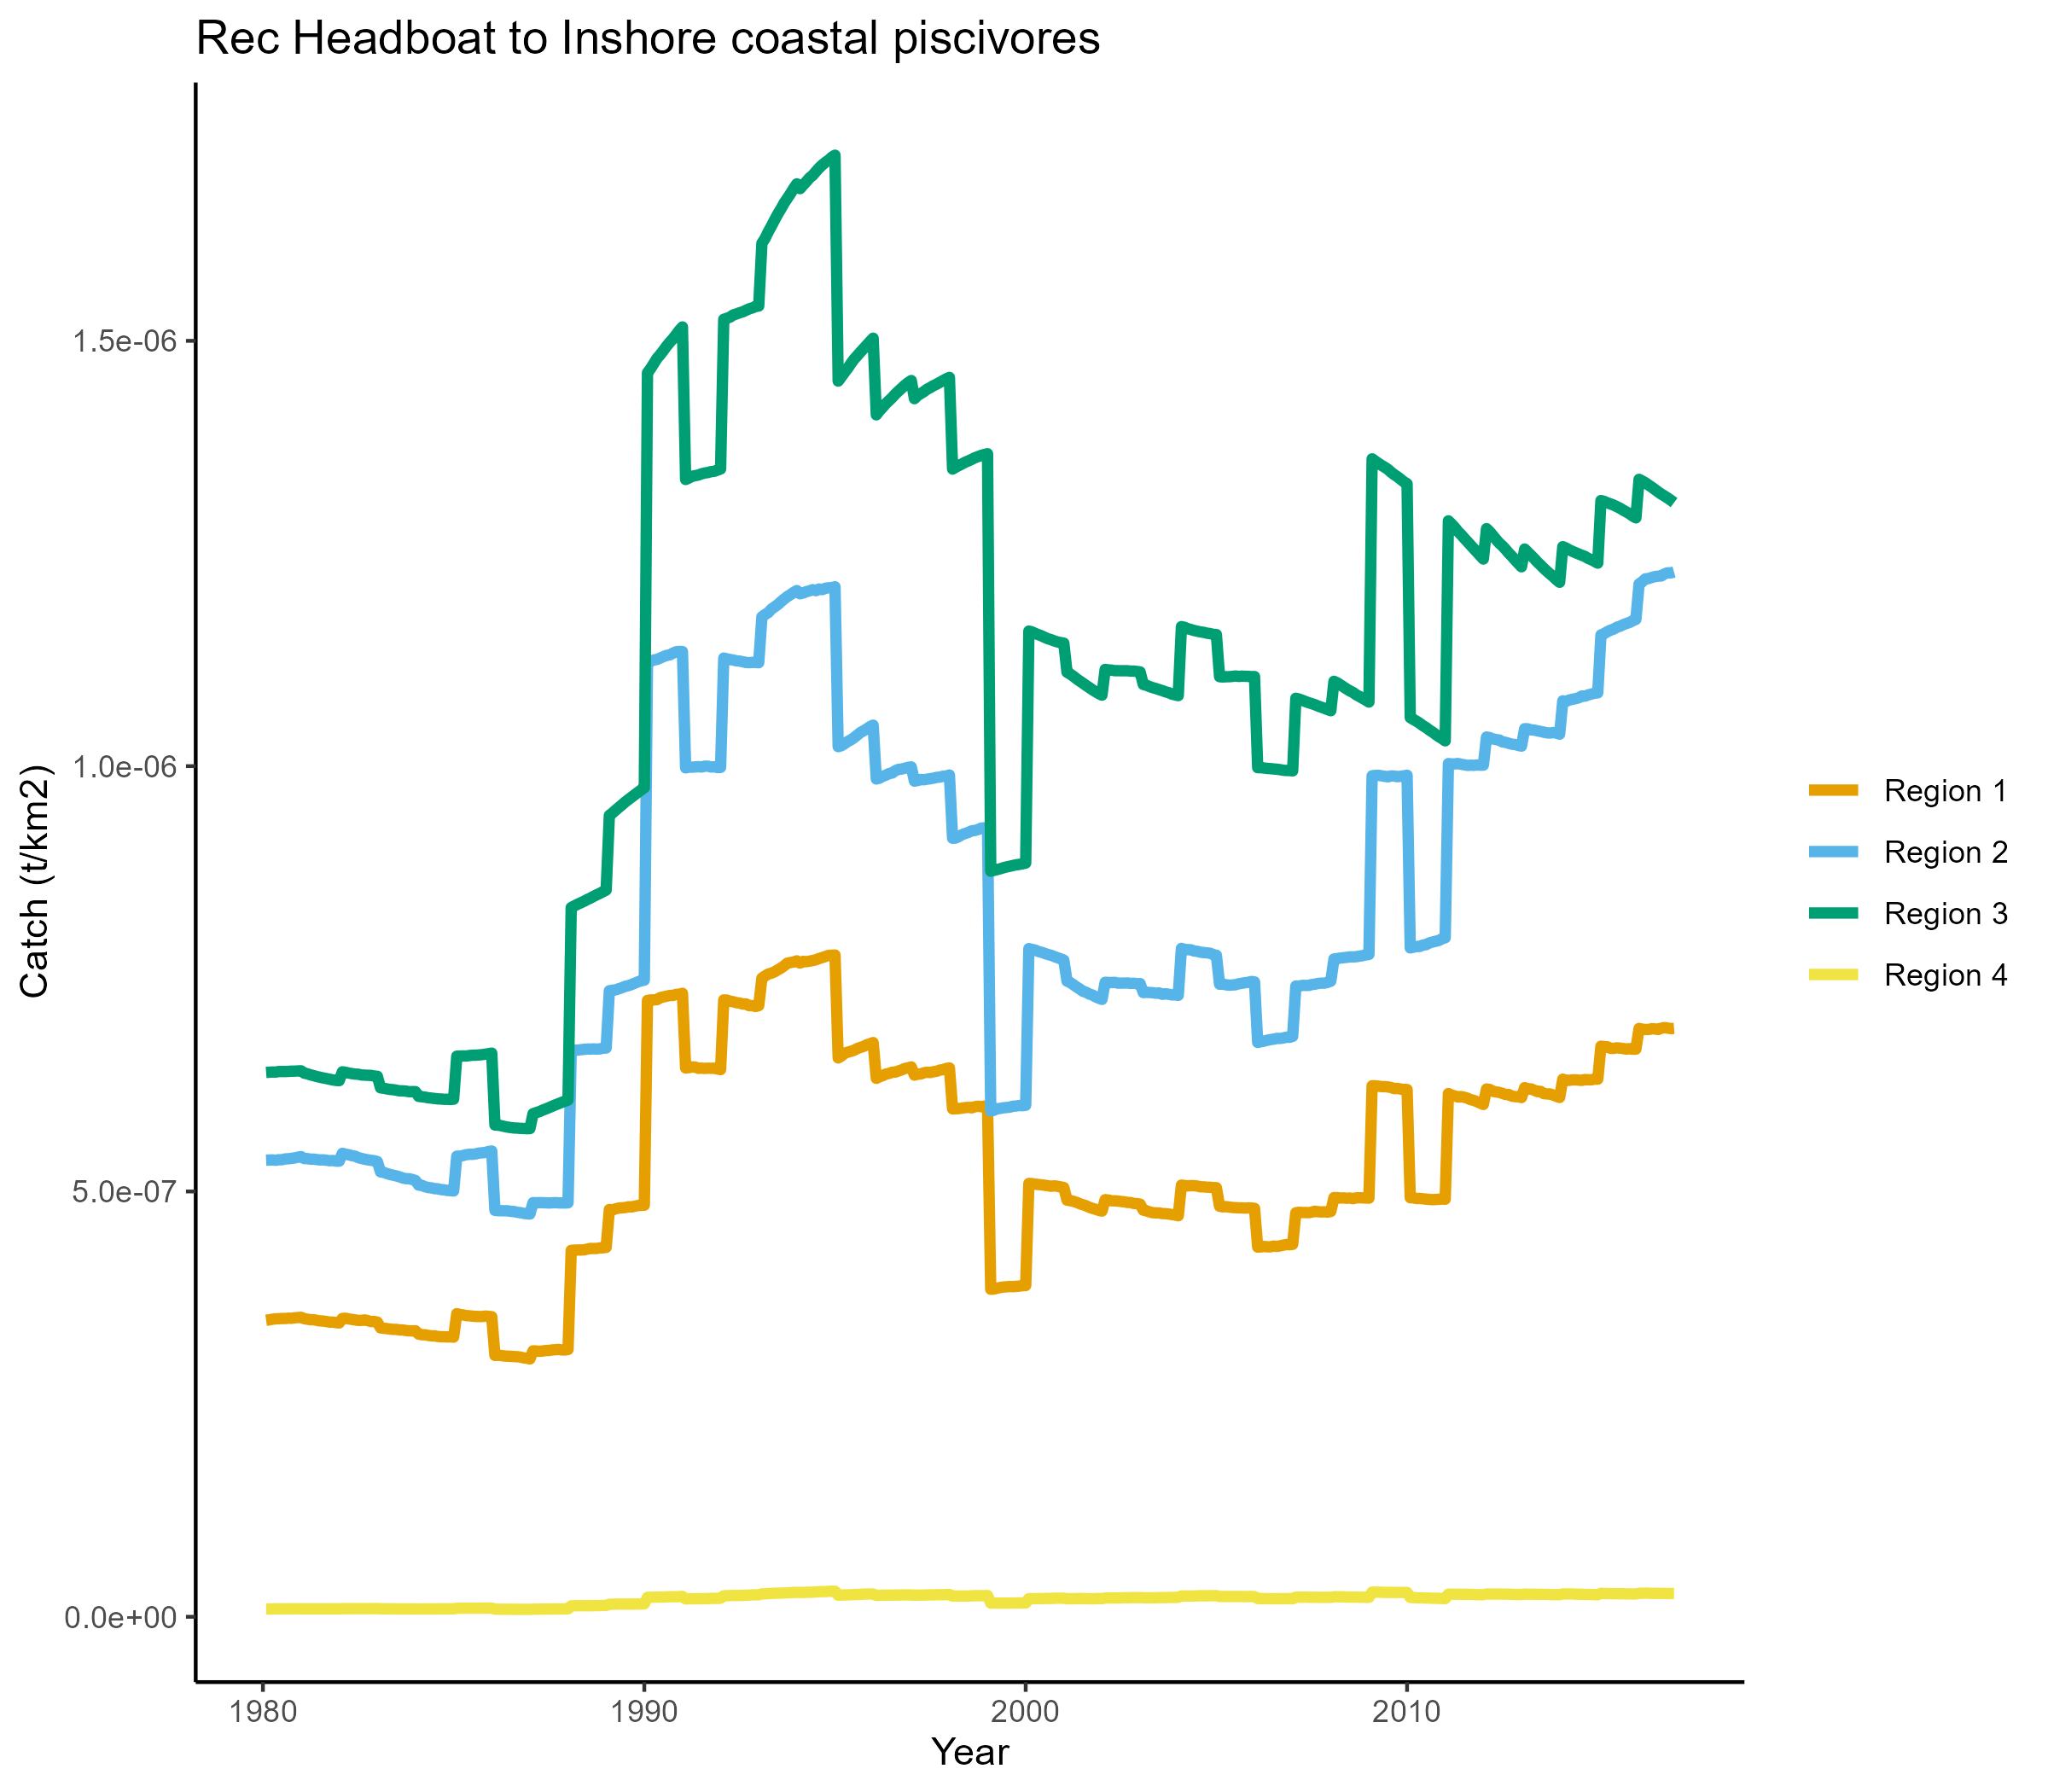 Rec Headboat to Inshore coastal piscivores
Catch (t/km2)
1.5e-06
1.0e-06
5.0e-07
0.0e+00
1980 1990 2000 2010
Year
Region 1
Region 2
Region 3
Region 4